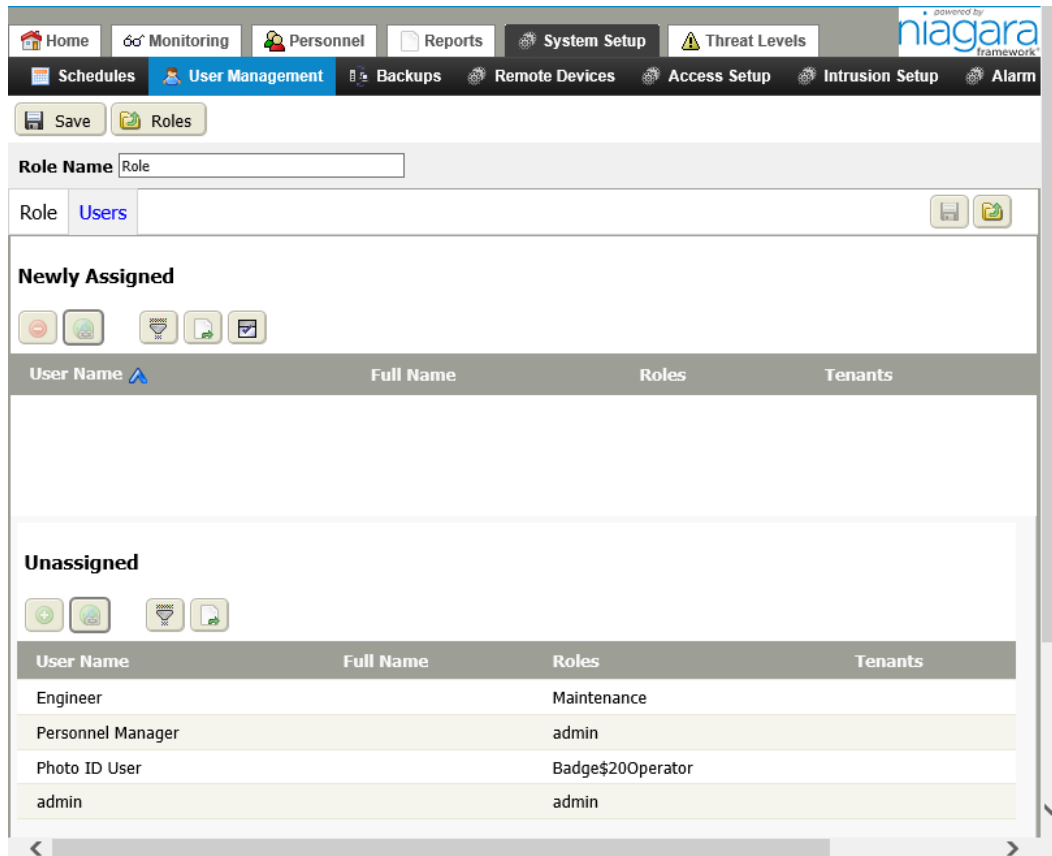 powered by
niagara
framework
Home Monitoring Personnel Reports System Setup Threat Levels
Schedules User Management Backups Remote Devices Access Setup Intrusion Setup Alarm
Save Roles
Role Name Role
Role Users
Newly Assigned
User Name Full Name Roles Tenants
Unassigned
User Name Full Name Roles Tenants
Engineer Maintenance
Personnel Manager admin
Photo ID User Badge$20Operator
admin admin